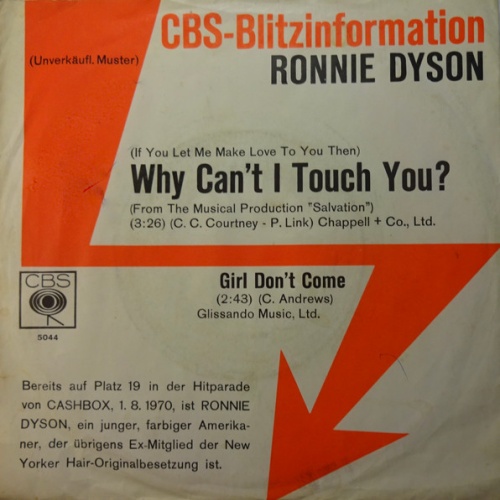 CBS-Blitzinformation
(Unverkäufl. Muster)
RONNIE DYSON
(If You Let Me Make Love To You Then)
Why Can't I Touch You?
(From The Musical Production "Salvation")
(3:26) (C. C. Courtney - P. Link) Chappell + Co., Ltd.
Girl Don't Come
(2:43) (C. Andrews)
Glissando Music, Ltd.
CBS
5044
Bereits auf Platz 19 in der Hitparade
von CASHBOX, 1. 8. 1970, ist RONNIE
DYSON, ein junger, farbiger Amerika-
ner, der übrigens Ex-Mitglied der New
Yorker Hair-Originalbesetzung ist.